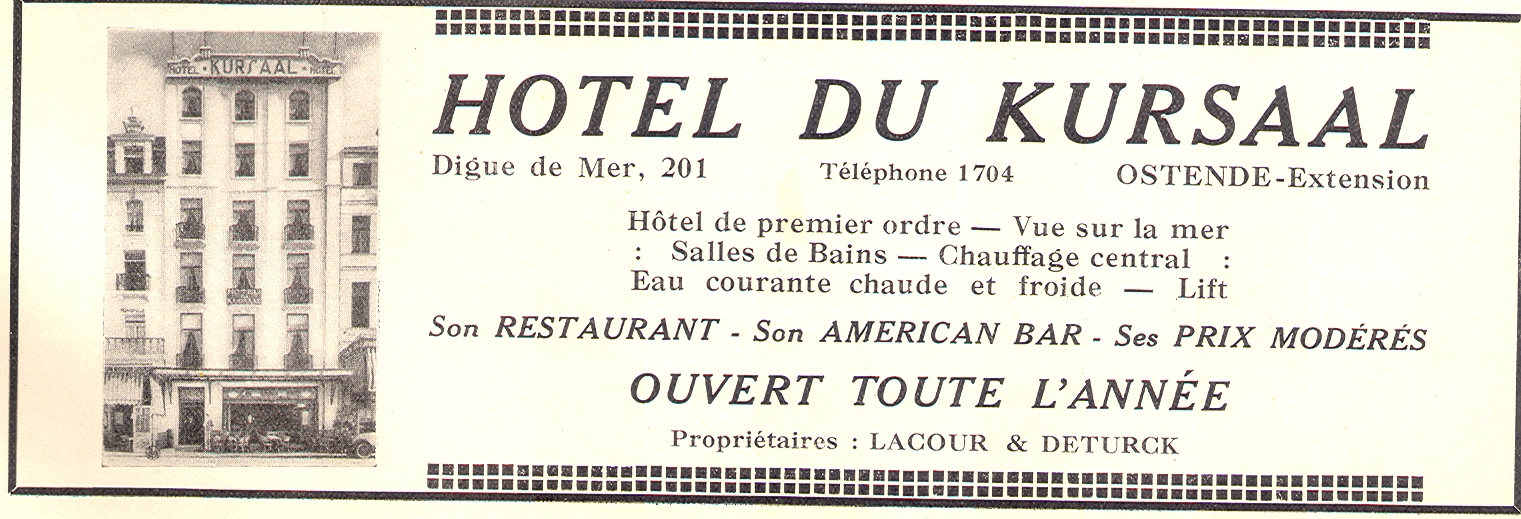 HOTEL · KURSAAL · HOTEL
HOTEL DU KURSAAL
Digue de Mer, 201 Téléphone 1704 OSTENDE-Extension
Hôtel de premier ordre — Vue sur la mer
: Salles de Bains — Chauffage central :
Eau courante chaude et froide — Lift
Son RESTAURANT - Son AMERICAN BAR - Ses PRIX MODÉRÉS
OUVERT TOUTE L'ANNÉE
Propriétaires : LACOUR & DETURCK